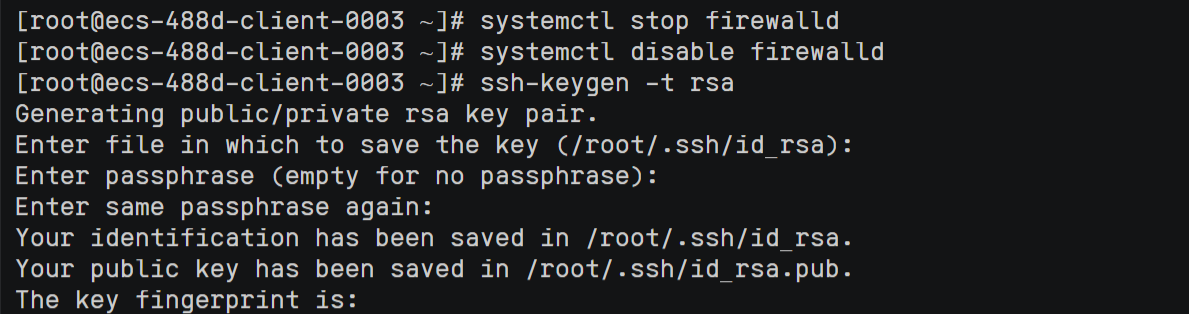 [root@ecs-488d-client-0003 ~]# systemctl stop firewalld
[root@ecs-488d-client-0003 ~]# systemctl disable firewalld
[root@ecs-488d-client-0003 ~]# ssh-keygen -t rsa
Generating public/private rsa key pair.
Enter file in which to save the key (/root/.ssh/id_rsa):
Enter passphrase (empty for no passphrase):
Enter same passphrase again:
Your identification has been saved in /root/.ssh/id_rsa.
Your public key has been saved in /root/.ssh/id_rsa.pub.
The key fingerprint is: